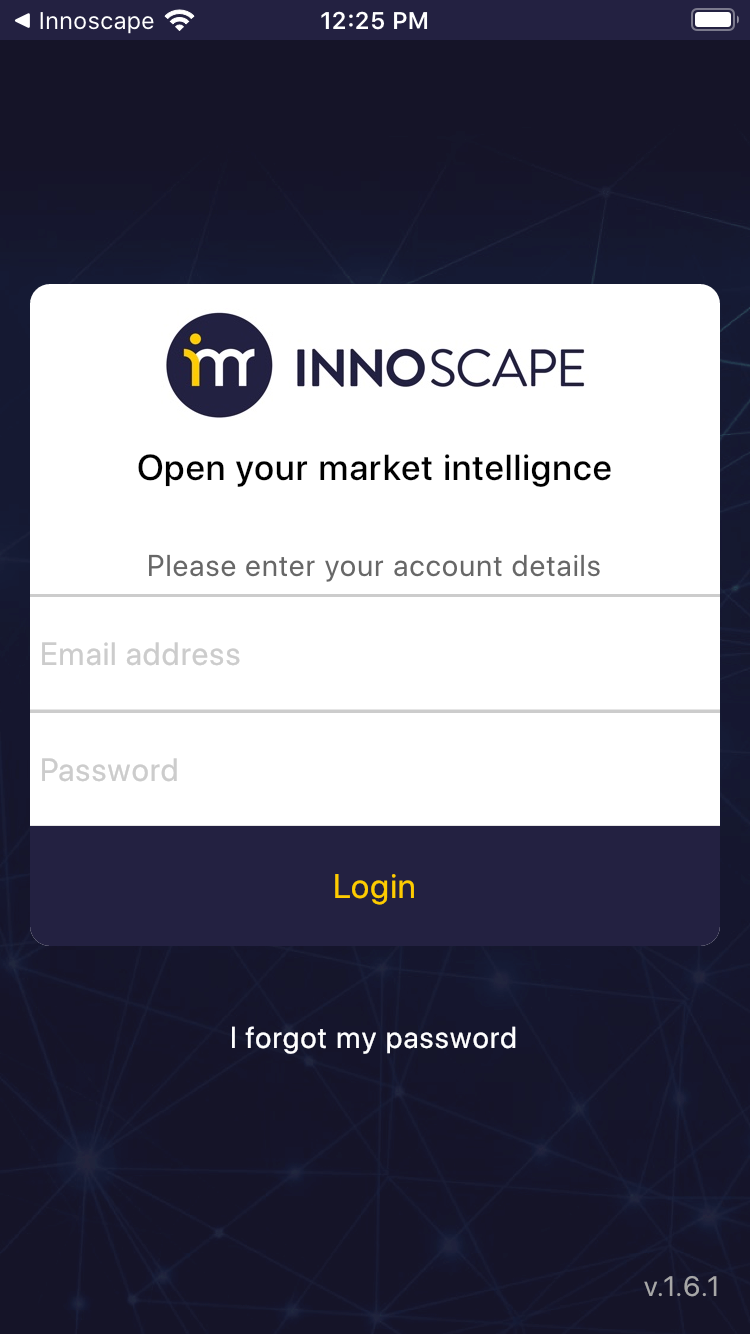 ◀ Innoscape 12:25 PM
im INNOSCAPE
Open your market intellignce
Please enter your account details
Email address
Password
Login
I forgot my password
v.1.6.1